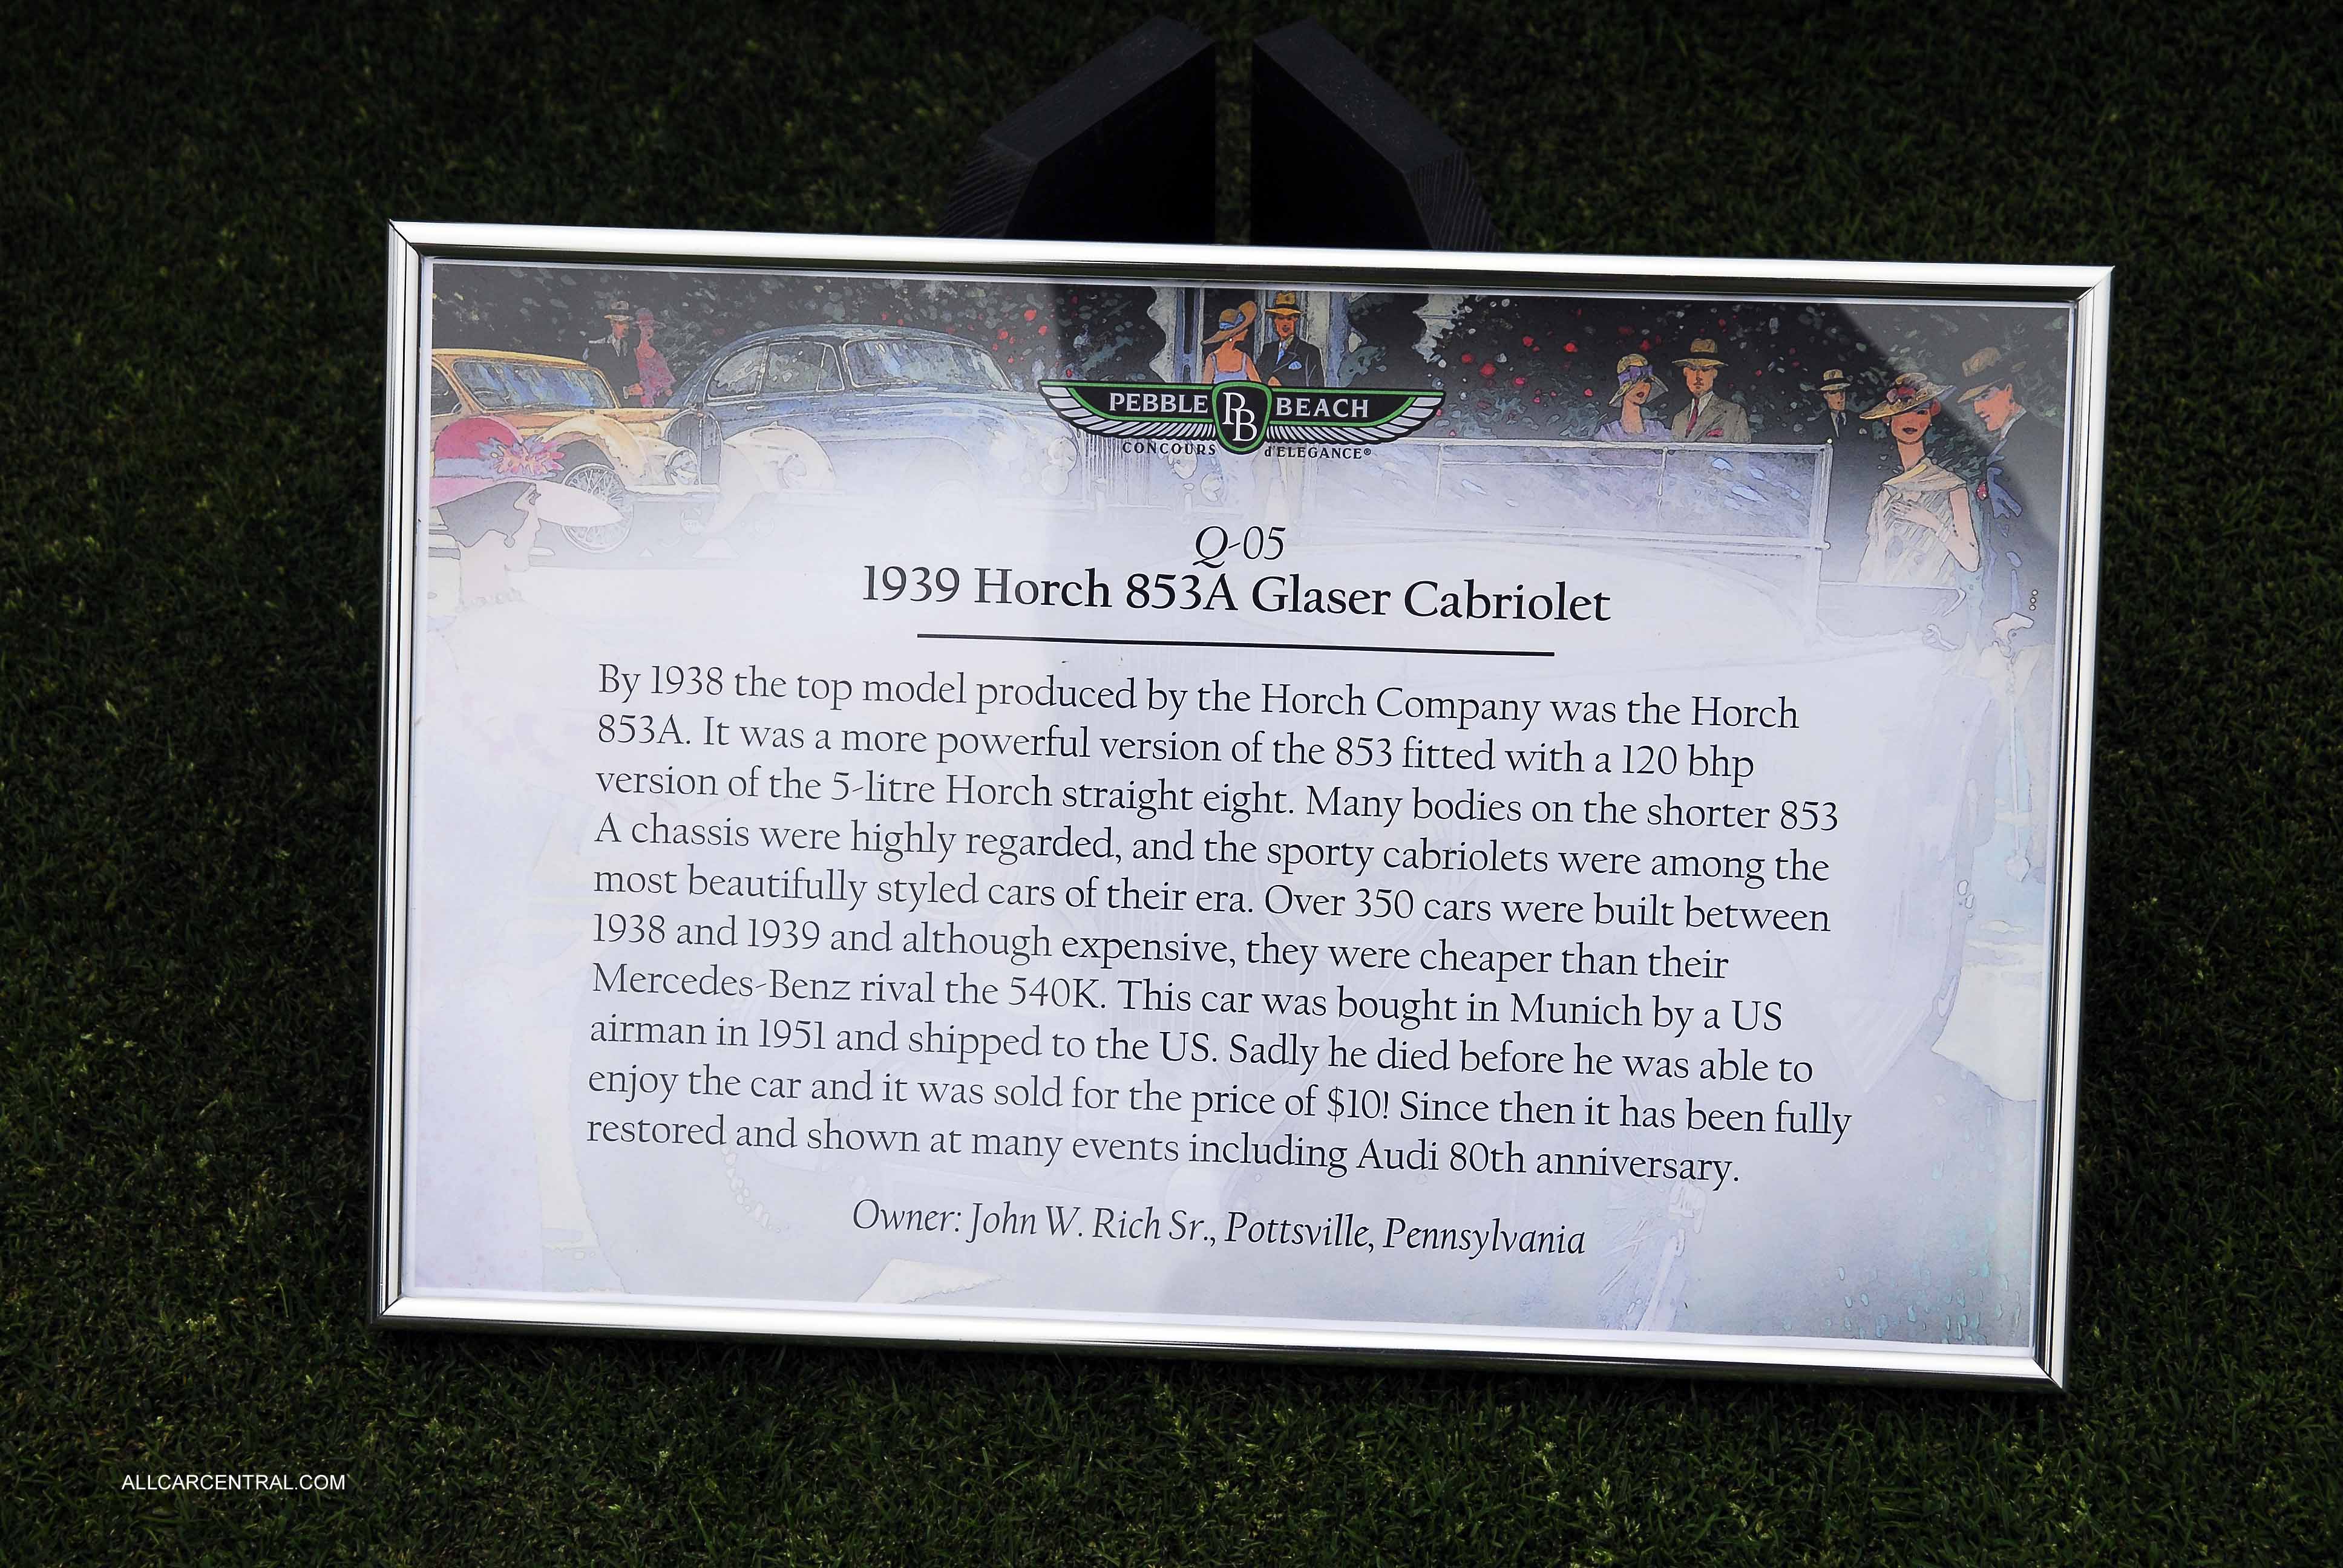 PEBBLE PB BEACH
CONCOURS d'ELEGANCE®
Q-05
1939 Horch 853A Glaser Cabriolet
By 1938 the top model produced by the Horch Company was the Horch
853A. It was a more powerful version of the 853 fitted with a 120 bhp
version of the 5-litre Horch straight eight. Many bodies on the shorter 853
A chassis were highly regarded, and the sporty cabriolets were among the
most beautifully styled cars of their era. Over 350 cars were built between
1938 and 1939 and although expensive, they were cheaper than their
Mercedes-Benz rival the 540K. This car was bought in Munich by a US
airman in 1951 and shipped to the US. Sadly he died before he was able to
enjoy the car and it was sold for the price of $10! Since then it has been fully
restored and shown at many events including Audi 80th anniversary.
Owner: John W. Rich Sr., Pottsville, Pennsylvania
ALLCARCENTRAL.COM